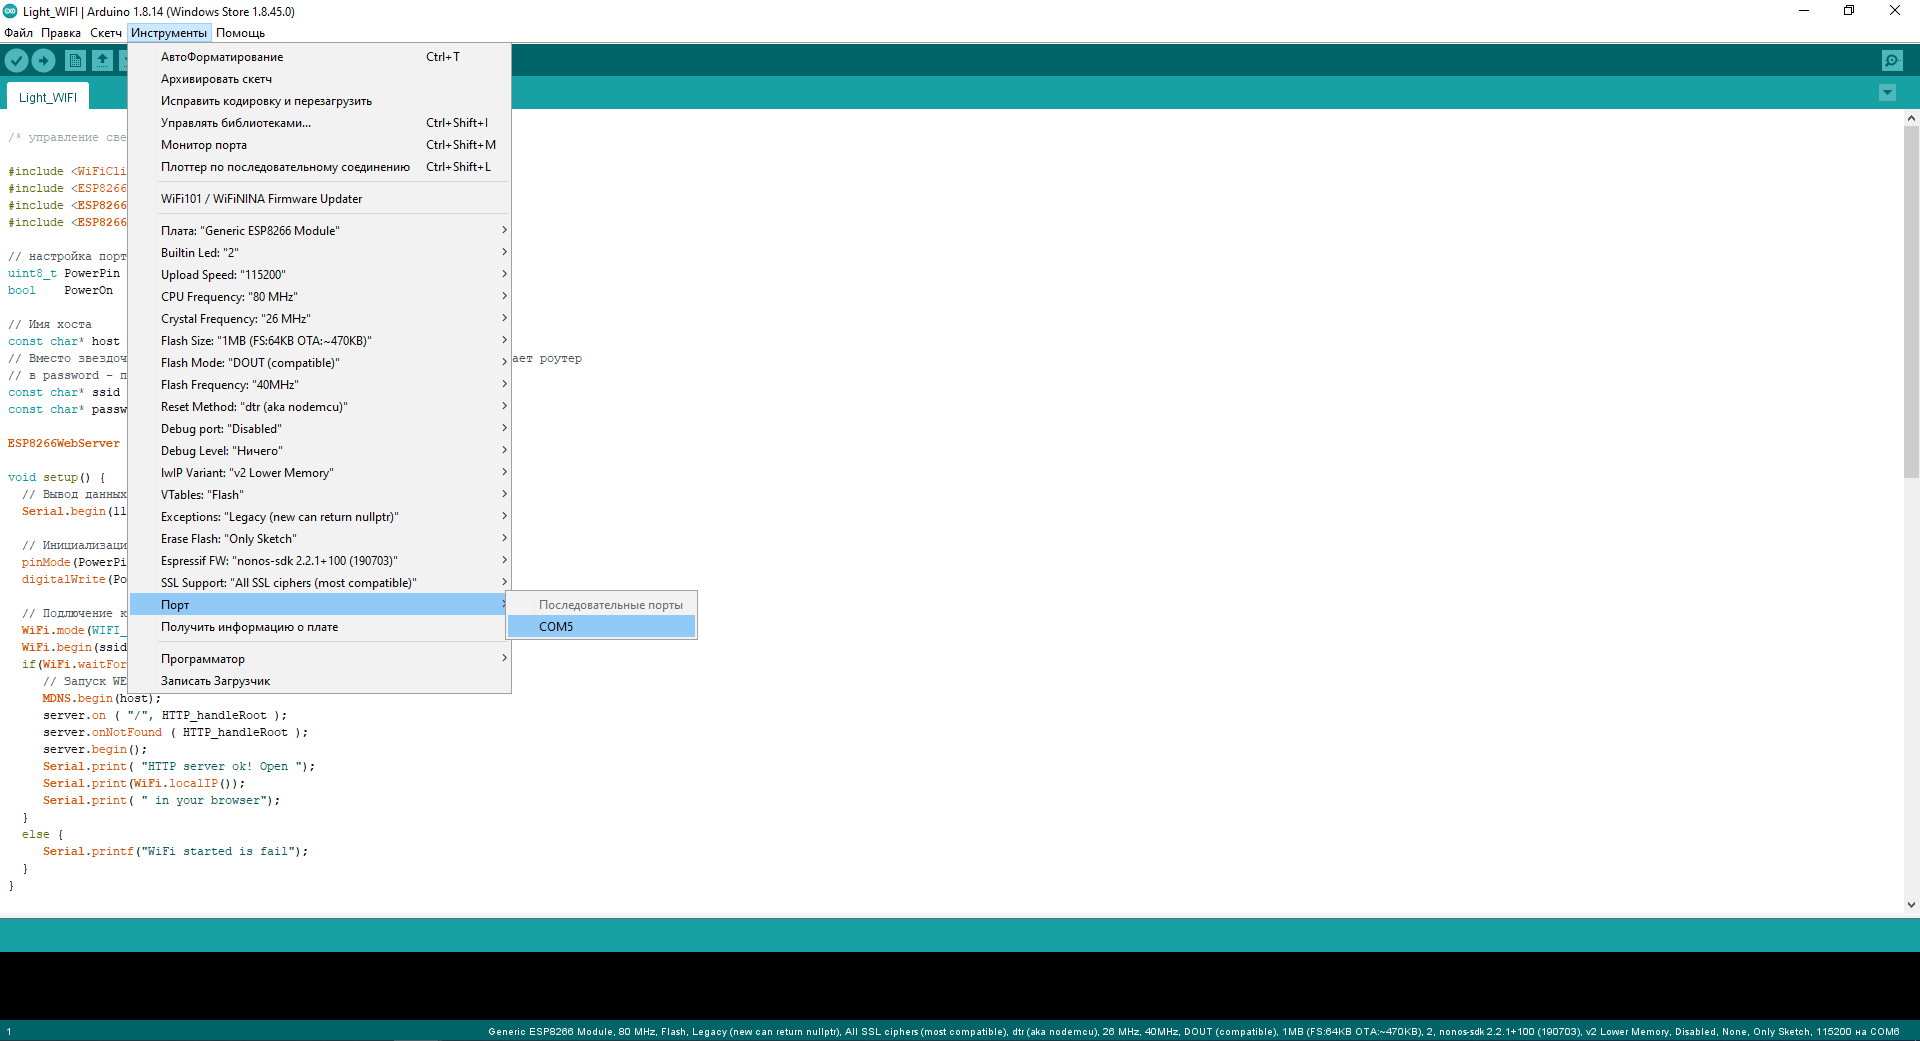 Light_WIFI | Arduino 1.8.14 (Windows Store 1.8.45.0)
Файл Правка Скетч Инструменты Помощь
АвтоФорматирование Ctrl+T
Архивировать скетч
Исправить кодировку и перезагрузить
Управлять библиотеками... Ctrl+Shift+I
Монитор порта Ctrl+Shift+M
Плоттер по последовательному соединению Ctrl+Shift+L
WiFi101 / WiFiNINA Firmware Updater
Плата: "Generic ESP8266 Module"
Builtin Led: "2"
Upload Speed: "115200"
CPU Frequency: "80 MHz"
Crystal Frequency: "26 MHz"
Flash Size: "1MB (FS:64KB OTA:~470KB)"
Flash Mode: "DOUT (compatible)"
Flash Frequency: "40MHz"
Reset Method: "dtr (aka nodemcu)"
Debug port: "Disabled"
Debug Level: "Ничего"
lwIP Variant: "v2 Lower Memory"
VTables: "Flash"
Exceptions: "Legacy (new can return nullptr)"
Erase Flash: "Only Sketch"
Espressif FW: "nonos-sdk 2.2.1+100 (190703)"
SSL Support: "All SSL ciphers (most compatible)"
Порт
Получить информацию о плате
Программатор
Записать Загрузчик
Последовательные порты
COM5
Light_WIFI
/* управление све
#include <WiFiCli
#include <ESP8266
#include <ESP8266
#include <ESP8266
// настройка порт
uint8_t PowerPin
bool    PowerOn
// Имя хоста
const char* host
// Вместо звездоч ает роутер
// в password - п
const char* ssid
const char* passw
ESP8266WebServer
void setup() {
// Вывод данных
Serial.begin(11
// Инициализаци
pinMode(PowerPi
digitalWrite(Po
// Подлючение к
WiFi.mode(WIFI_
WiFi.begin(ssid
if(WiFi.waitFor
// Запуск WE
MDNS.begin(host);
server.on ( "/", HTTP_handleRoot );
server.onNotFound ( HTTP_handleRoot );
server.begin();
Serial.print( "HTTP server ok! Open ");
Serial.print(WiFi.localIP());
Serial.print( " in your browser");
}
else {
Serial.printf("WiFi started is fail");
}
}
1 Generic ESP8266 Module, 80 MHz, Flash, Legacy (new can return nullptr), All SSL ciphers (most compatible), dtr (aka nodemcu), 26 MHz, 40MHz, DOUT (compatible), 1MB (FS:64KB OTA:~470KB), 2, nonos-sdk 2.2.1+100 (190703), v2 Lower Memory, Disabled, None, Only Sketch, 115200 на COM6